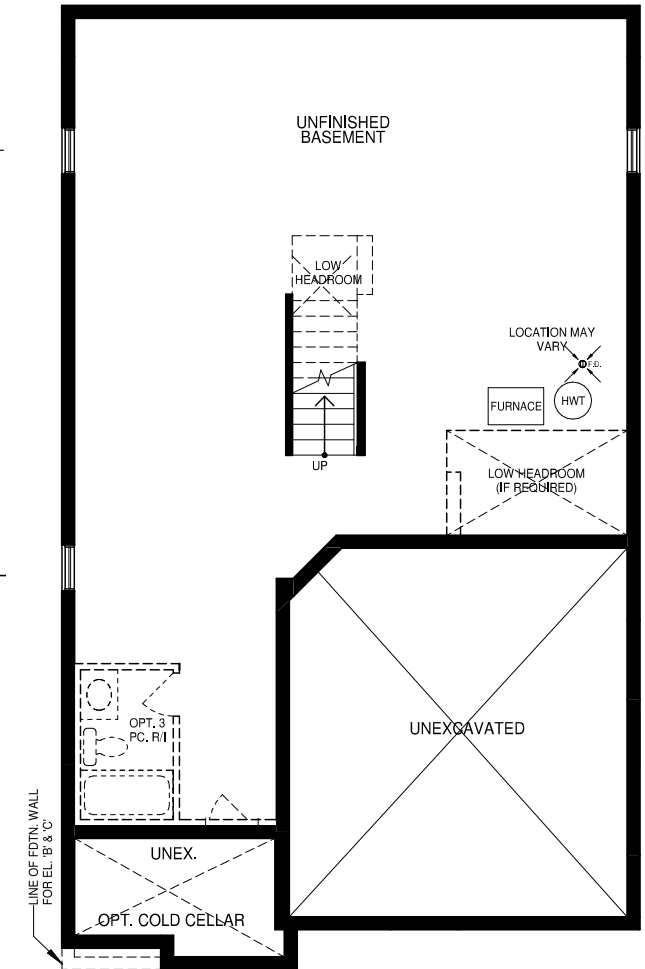 UNFINISHED
BASEMENT
LOW
HEADROOM
LOCATION MAY
VARY
F.D.
FURNACE
HWT
UP
LOW HEADROOM
(IF REQUIRED)
UNEXCAVATED
OPT. 3
PC. R/I
LINE OF FDTN. WALL
FOR EL. 'B' & 'C'
UNEX.
OPT. COLD CELLAR